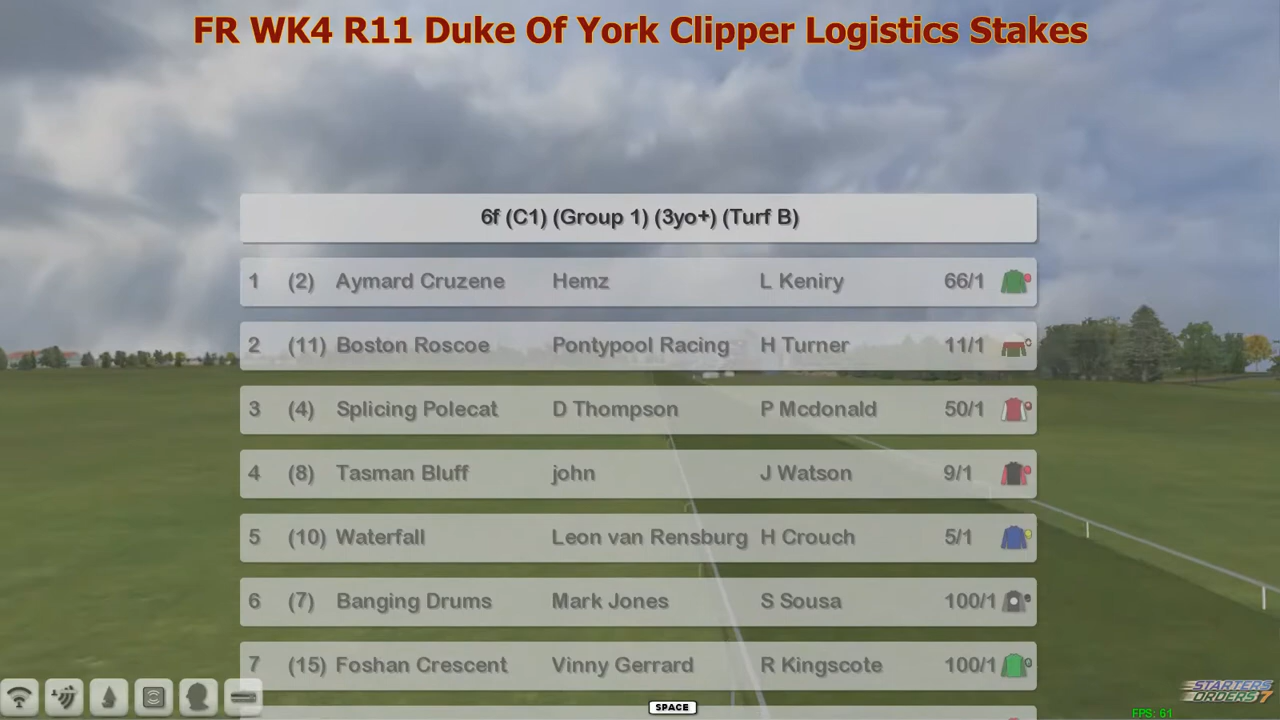 FR WK4 R11 Duke Of York Clipper Logistics Stakes
6f (C1) (Group 1) (3yo+) (Turf B)
1 (2) Aymard Cruzene Hemz L Keniry 66/1
2 (11) Boston Roscoe Pontypool Racing H Turner 11/1
3 (4) Splicing Polecat D Thompson P Mcdonald 50/1
4 (8) Tasman Bluff john J Watson 9/1
5 (10) Waterfall Leon van Rensburg H Crouch 5/1
6 (7) Banging Drums Mark Jones S Sousa 100/1
7 (15) Foshan Crescent Vinny Gerrard R Kingscote 100/1
SPACE
STARTERS
ORDERS 7
FPS: 61